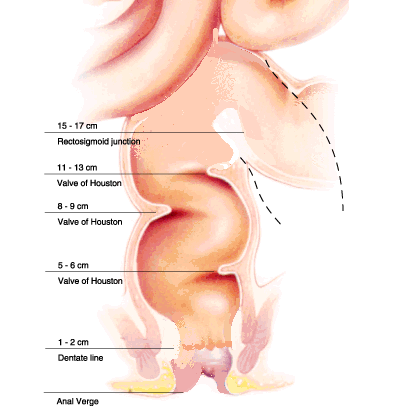 15 - 17 cm
Rectosigmoid junction
11 - 13 cm
Valve of Houston
8 - 9 cm
Valve of Houston
5 - 6 cm
Valve of Houston
1 - 2 cm
Dentate line
Anal Verge